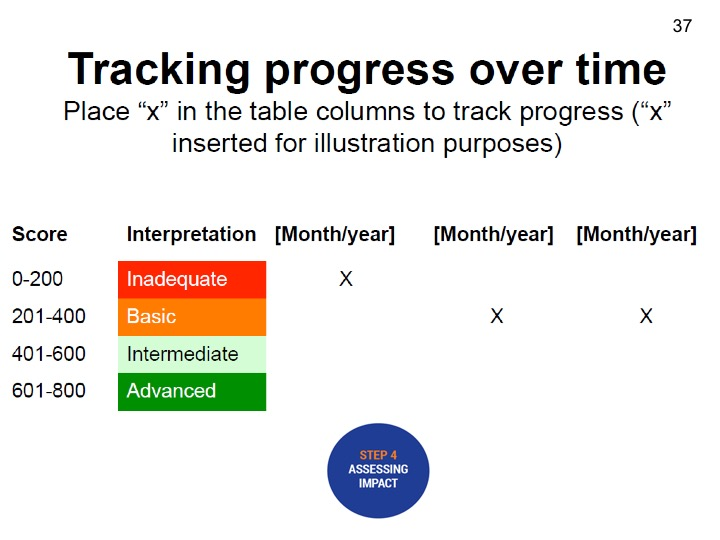 37
Tracking progress over time
Place “x” in the table columns to track progress (“x”
inserted for illustration purposes)
Score Interpretation [Month/year] [Month/year] [Month/year]
0-200 Inadequate X
201-400 Basic X X
401-600 Intermediate
601-800 Advanced
STEP 4
ASSESSING
IMPACT